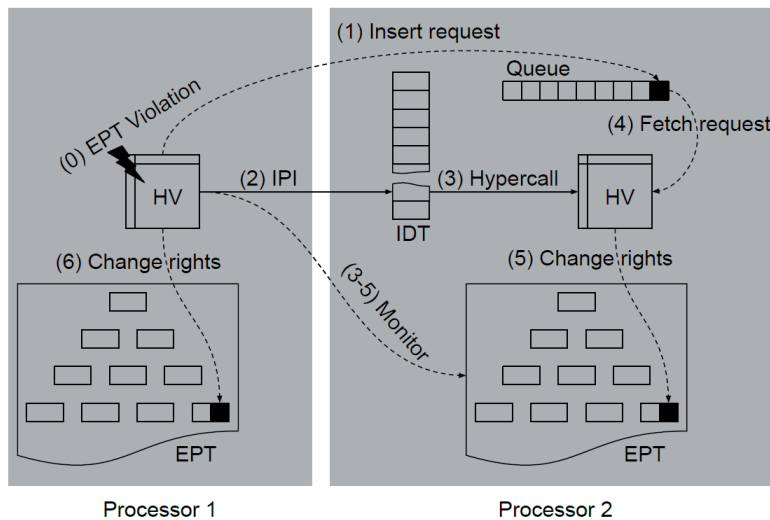 (1) Insert request
Queue
(0) EPT Violation
(4) Fetch request
HV
(2) IPI
(3) Hypercall
HV
IDT
(6) Change rights
(3-5) Monitor
(5) Change rights
EPT
EPT
Processor 1
Processor 2